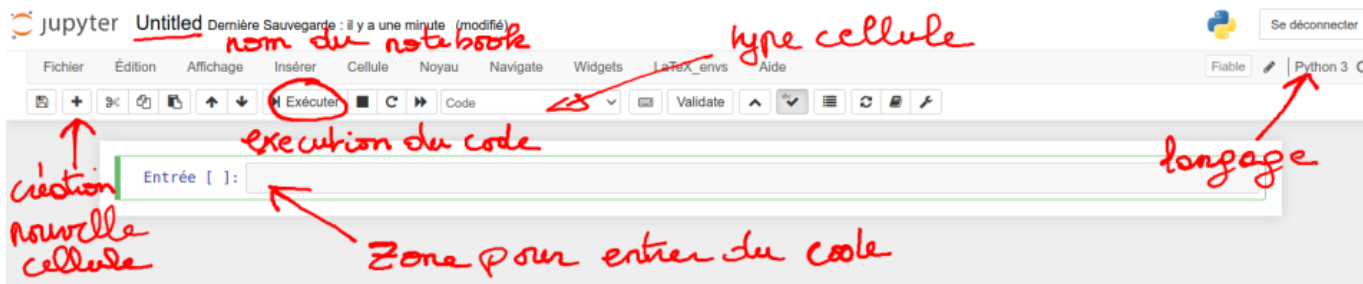 jupyter Untitled Dernière Sauvegarde : il y a une minute (modifié) Se déconnecter
nom du notebook
type cellule
Fichier Édition Affichage Insérer Cellule Noyau Navigate Widgets LaTeX_envs Aide Fiable Python 3
Exécuter Code Validate
execution du code
langage
Entrée [ ]:
création
nouvelle
cellule
Zone pour entrer du code